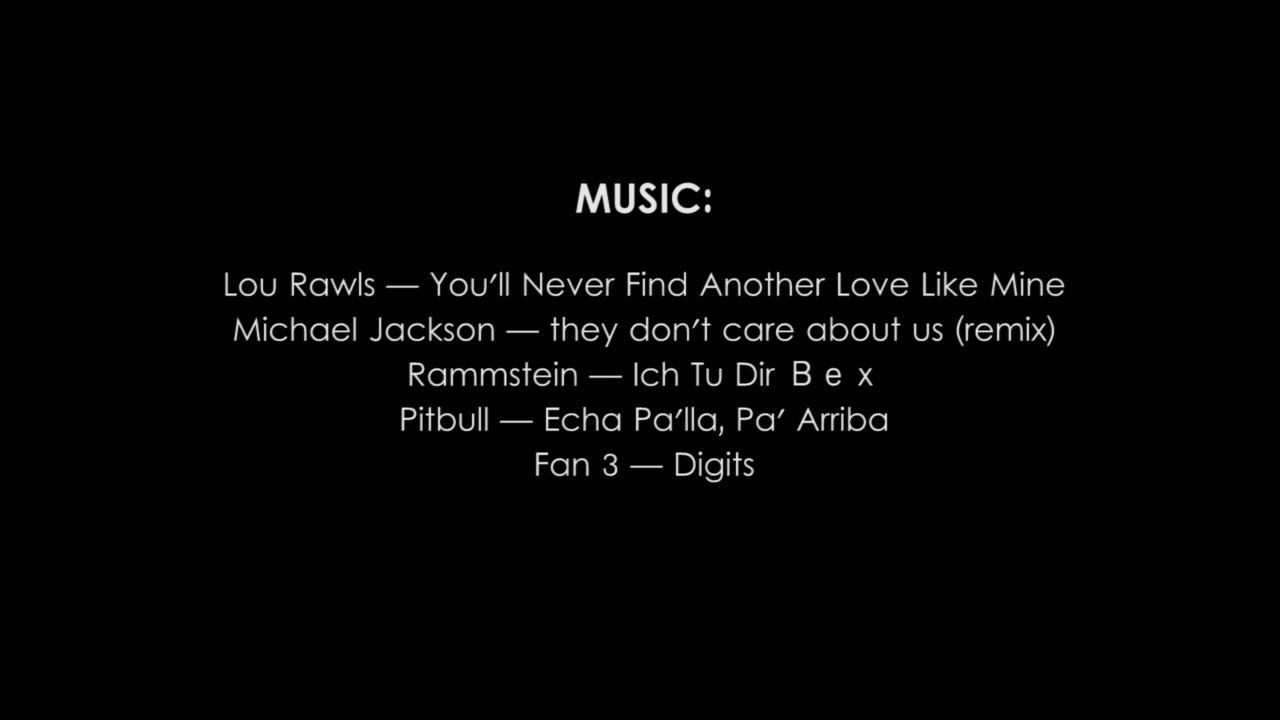 MUSIC:
Lou Rawls — You'll Never Find Another Love Like Mine
Michael Jackson — they don't care about us (remix)
Rammstein — Ich Tu Dir B e x
Pitbull — Echa Pa'lla, Pa' Arriba
Fan 3 — Digits